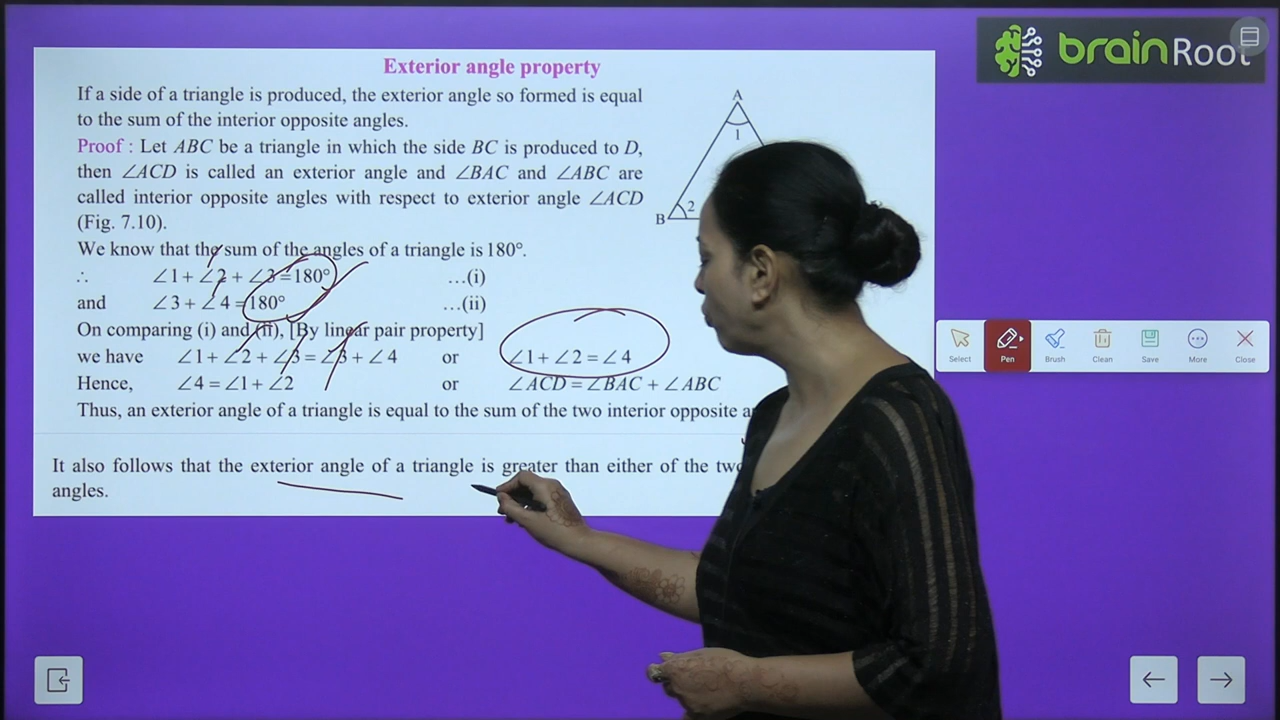 brainRoot
Exterior angle property
If a side of a triangle is produced, the exterior angle so formed is equal
to the sum of the interior opposite angles.
Proof : Let ABC be a triangle in which the side BC is produced to D,
then ∠ACD is called an exterior angle and ∠BAC and ∠ABC are
called interior opposite angles with respect to exterior angle ∠ACD
(Fig. 7.10).
A
1
B 2
We know that the sum of the angles of a triangle is 180°.
∴ ∠1 + ∠2 + ∠3 = 180° ...(i)
and ∠3 + ∠4 = 180° ...(ii)
On comparing (i) and (ii), [By linear pair property]
we have ∠1 + ∠2 + ∠3 = ∠3 + ∠4 or ∠1 + ∠2 = ∠4
Hence, ∠4 = ∠1 + ∠2 or ∠ACD = ∠BAC + ∠ABC
Thus, an exterior angle of a triangle is equal to the sum of the two interior opposite
It also follows that the exterior angle of a triangle is greater than either of the two
angles.
Select Pen Brush Clean Save More Close